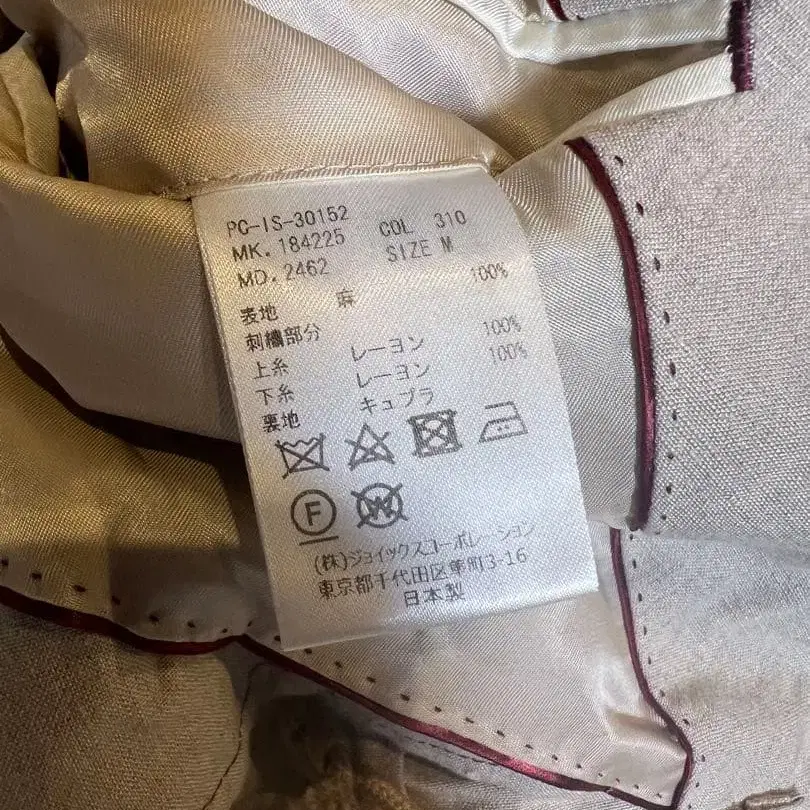 PC-IS-30152
MK. 184225 COL 310
MD. 2462 SIZE M
表地 麻 100%
刺繍部分
上糸 レーヨン 100%
下糸 レーヨン 100%
裏地 キュプラ
F
W
(株)ジョイックスコーポレーション
東京都千代田区隼町3-16
日本製